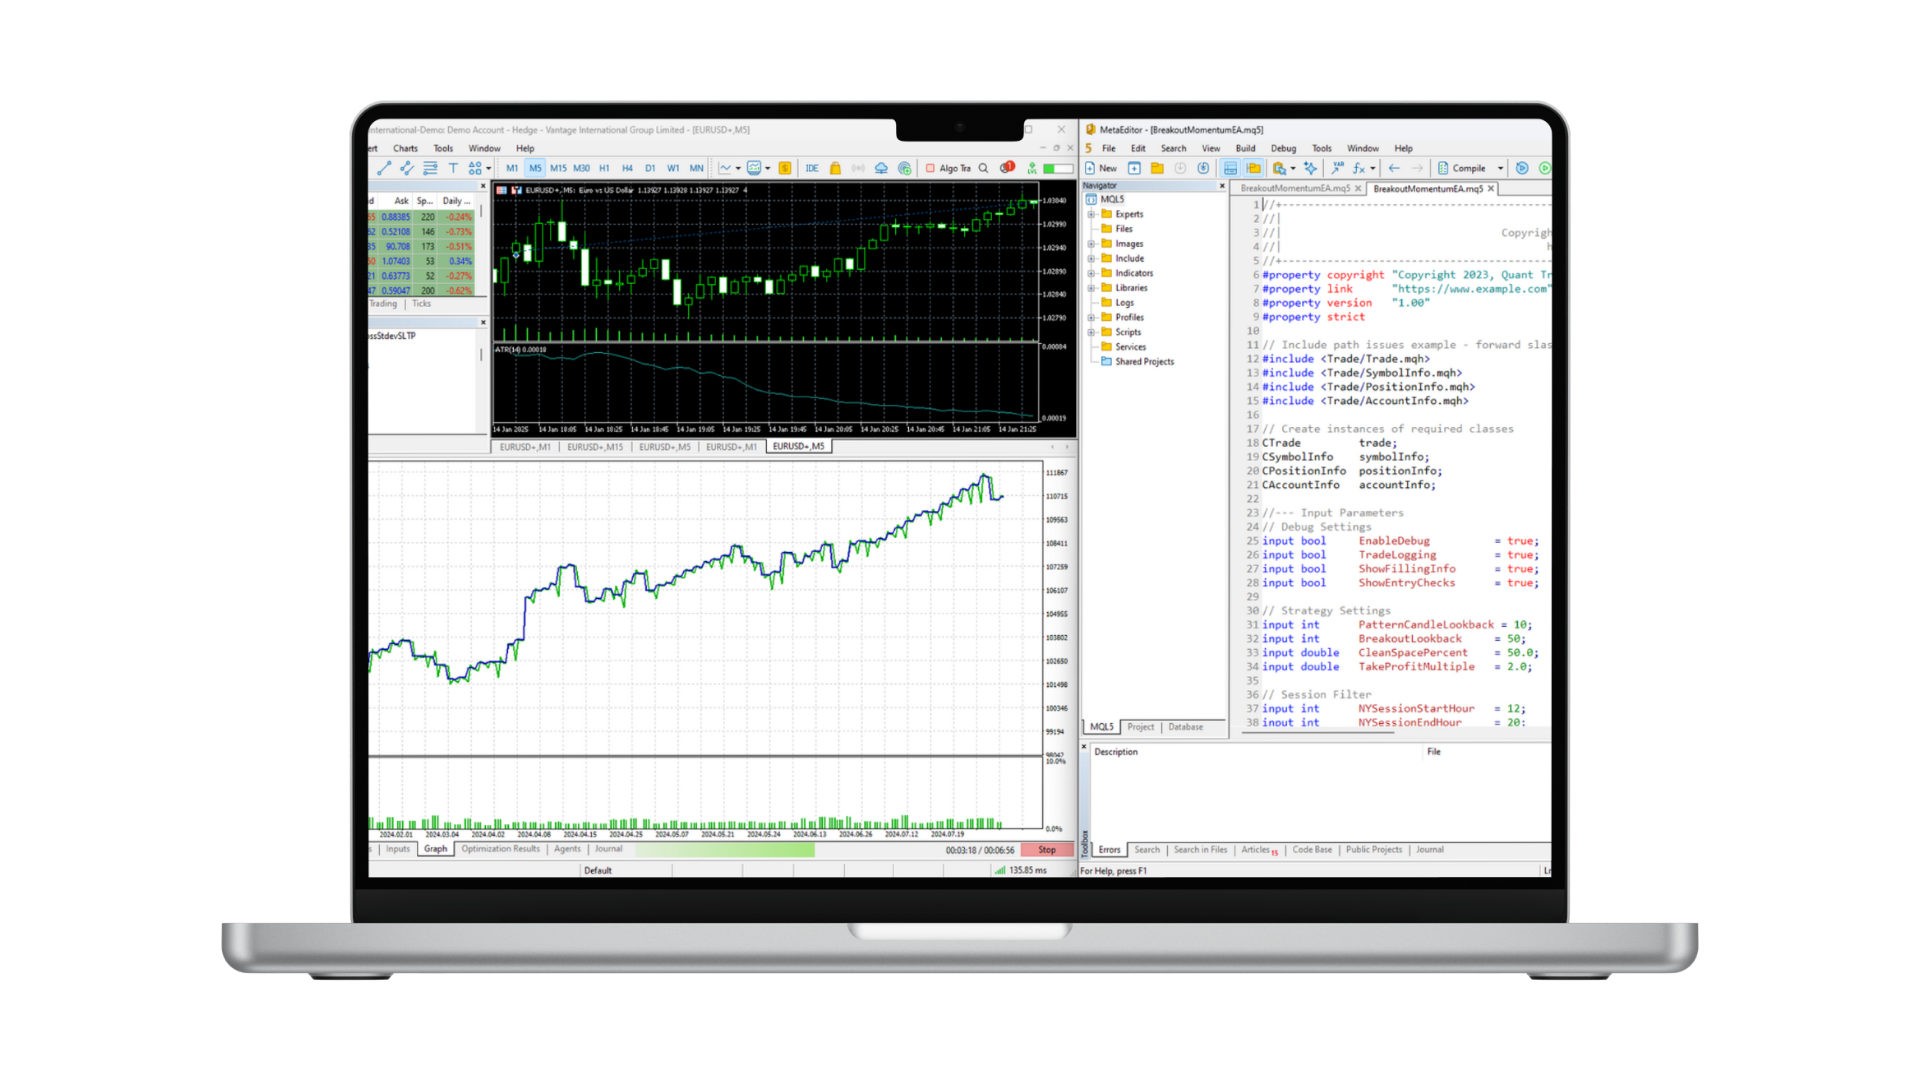 International-Demo: Demo Account - Hedge - Vantage International Group Limited - [EURUSD+,M5]
ert Charts Tools Window Help
M1 M5 M15 M30 H1 H4 D1 W1 MN IDE Algo Tra 1
d Ask Sp... Daily ...
65 0.88385 220 -0.24%
62 0.52108 146 -0.73%
35 90.708 173 -0.51%
60 1.07403 53 0.34%
21 0.63773 52 -0.27%
47 0.59047 200 -0.62%
Trading Ticks
ossStdevSLTP
EURUSD+, M5: Euro vs US Dollar 1.13927 1.13928 1.13927 1.13927 4
1.03040
1.02990
1.02940
1.02890
1.02840
1.02790
ATR(14) 0.00019
0.00084
0.00019
14 Jan 2025 14 Jan 18:05 14 Jan 18:25 14 Jan 18:45 14 Jan 19:05 14 Jan 19:25 14 Jan 19:45 14 Jan 20:05 14 Jan 20:25 14 Jan 20:45 14 Jan 21:05 14 Jan 21:25
EURUSD+,M1 EURUSD+,M15 EURUSD+,M5 EURUSD+,M1 EURUSD+,M5
111867
110715
109563
108411
107259
106107
104955
103802
102650
101498
100346
99194
98042
10.0%
0.0%
2024.02.01 2024.03.04 2024.04.02 2024.04.08 2024.04.15 2024.04.25 2024.05.07 2024.05.21 2024.05.24 2024.06.13 2024.06.26 2024.07.12 2024.07.19
s Inputs Graph Optimization Results Agents Journal 00:03:18 / 00:06:56 Stop
Default 135.85 ms
MetaEditor - [BreakoutMomentumEA.mq5]
5 File Edit Search View Build Debug Tools Window Help
New Compile
Navigator
MQL5
Experts
Files
Images
Include
Indicators
Libraries
Logs
Profiles
Scripts
Services
Shared Projects
MQL5 Project Database
BreakoutMomentumEA.mq5 BreakoutMomentumEA.mq5
1 //+-----------------------------------
2 //|
3 //| Copyrigh
4 //| h
5 //+-----------------------------------
6 #property copyright "Copyright 2023, Quant Tr
7 #property link "https://www.example.com"
8 #property version "1.00"
9 #property strict
10
11 // Include path issues example - forward slas
12 #include <Trade/Trade.mqh>
13 #include <Trade/SymbolInfo.mqh>
14 #include <Trade/PositionInfo.mqh>
15 #include <Trade/AccountInfo.mqh>
16
17 // Create instances of required classes
18 CTrade trade;
19 CSymbolInfo symbolInfo;
20 CPositionInfo positionInfo;
21 CAccountInfo accountInfo;
22
23 //--- Input Parameters
24 // Debug Settings
25 input bool EnableDebug = true;
26 input bool TradeLogging = true;
27 input bool ShowFillingInfo = true;
28 input bool ShowEntryChecks = true;
29
30 // Strategy Settings
31 input int PatternCandleLookback = 10;
32 input int BreakoutLookback = 50;
33 input double CleanSpacePercent = 50.0;
34 input double TakeProfitMultiple = 2.0;
35
36 // Session Filter
37 input int NYSessionStartHour = 12;
38 input int NYSessionEndHour = 20;
Description File
Toolbox
Errors Search Search in Files Articles 15 Code Base Public Projects Journal
For Help, press F1 Ln